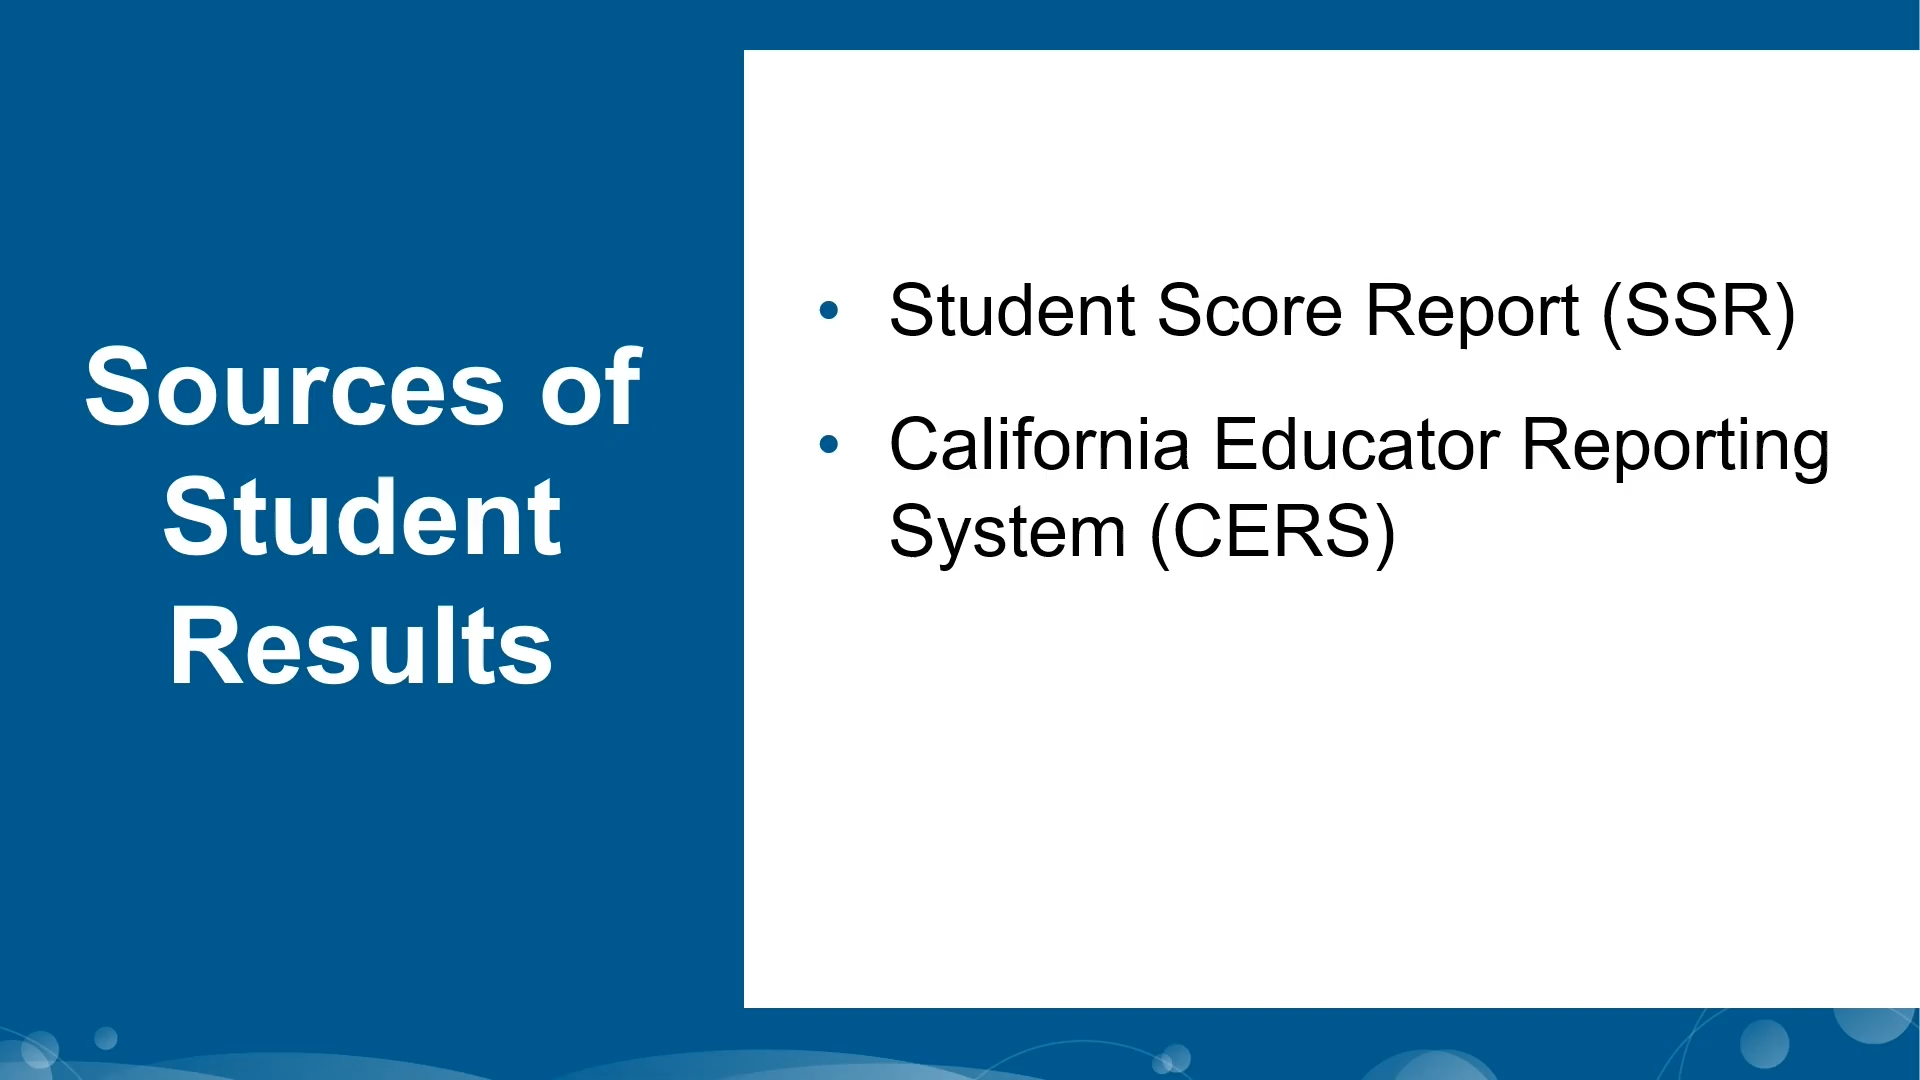 Sources of
Student
Results
• Student Score Report (SSR)
• California Educator Reporting
System (CERS)